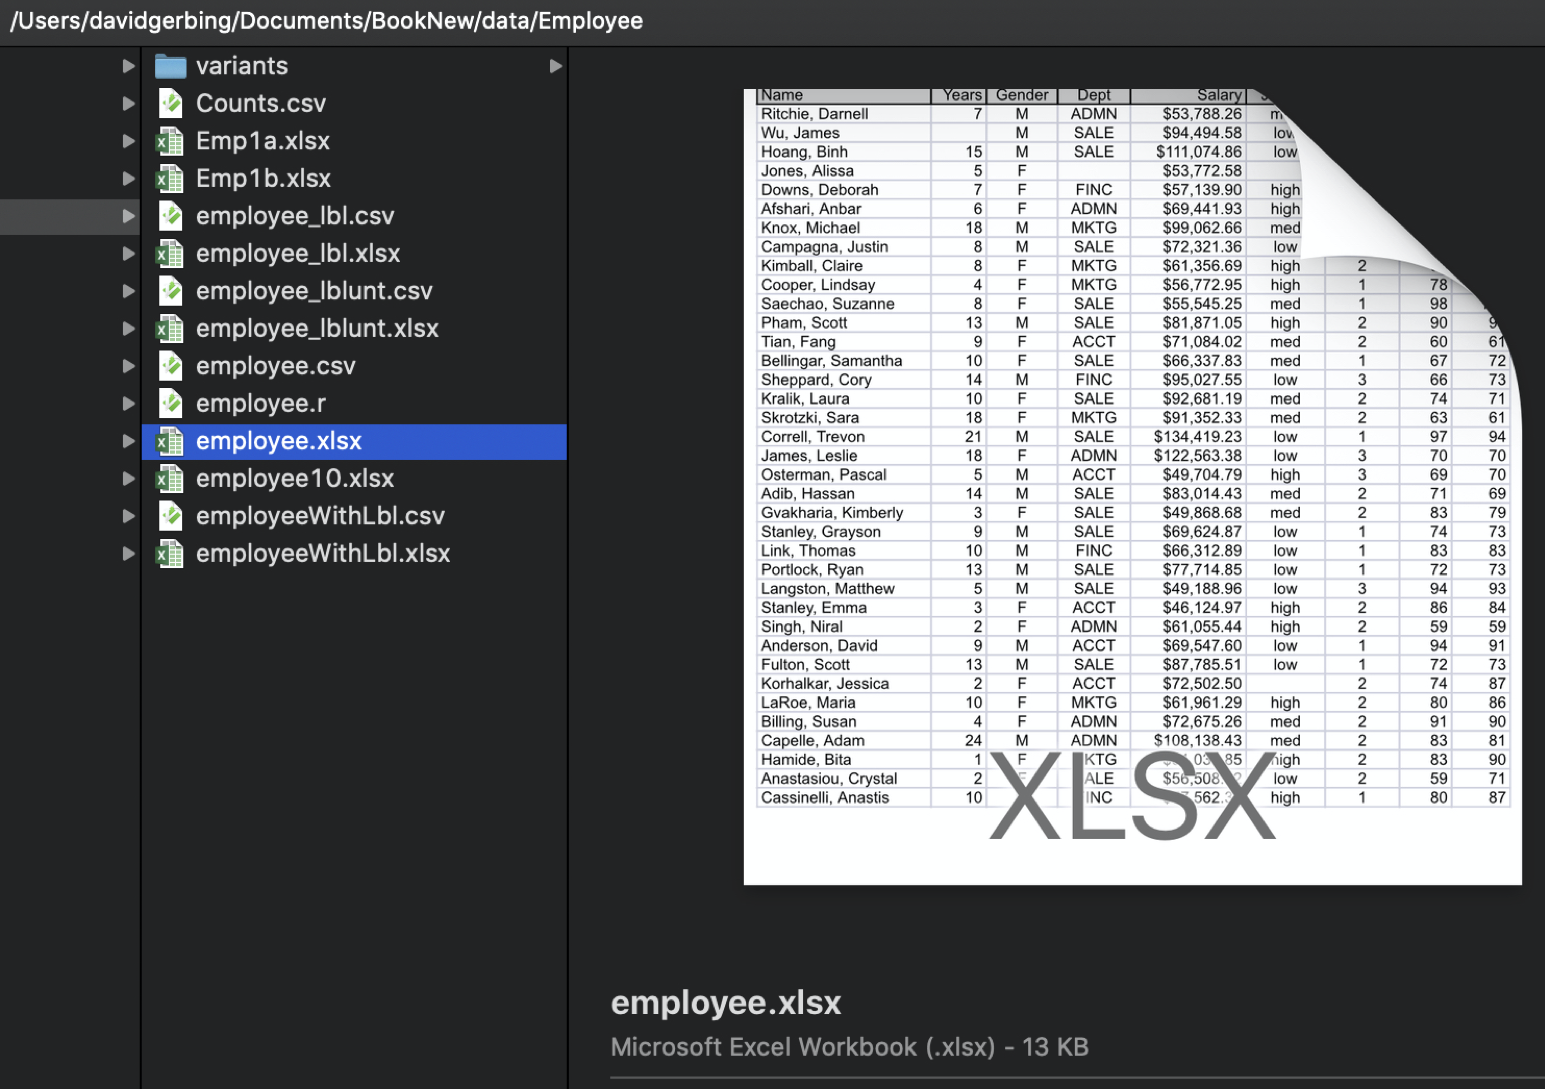 /Users/davidgerbing/Documents/BookNew/data/Employee
variants
Counts.csv
Emp1a.xlsx
Emp1b.xlsx
employee_lbl.csv
employee_lbl.xlsx
employee_lblunt.csv
employee_lblunt.xlsx
employee.csv
employee.r
employee.xlsx
employee10.xlsx
employeeWithLbl.csv
employeeWithLbl.xlsx
Name Years Gender Dept Salary
Ritchie, Darnell 7 M ADMN $53,788.26
Wu, James M SALE $94,494.58 low
Hoang, Binh 15 M SALE $111,074.86 low
Jones, Alissa 5 F $53,772.58
Downs, Deborah 7 F FINC $57,139.90 high
Afshari, Anbar 6 F ADMN $69,441.93 high
Knox, Michael 18 M MKTG $99,062.66 med
Campagna, Justin 8 M SALE $72,321.36 low
Kimball, Claire 8 F MKTG $61,356.69 high 2
Cooper, Lindsay 4 F MKTG $56,772.95 high 1 78
Saechao, Suzanne 8 F SALE $55,545.25 med 1 98
Pham, Scott 13 M SALE $81,871.05 high 2 90
Tian, Fang 9 F ACCT $71,084.02 med 2 60 61
Bellingar, Samantha 10 F SALE $66,337.83 med 1 67 72
Sheppard, Cory 14 M FINC $95,027.55 low 3 66 73
Kralik, Laura 10 F SALE $92,681.19 med 2 74 71
Skrotzki, Sara 18 F MKTG $91,352.33 med 2 63 61
Correll, Trevon 21 M SALE $134,419.23 low 1 97 94
James, Leslie 18 F ADMN $122,563.38 low 3 70 70
Osterman, Pascal 5 M ACCT $49,704.79 high 3 69 70
Adib, Hassan 14 M SALE $83,014.43 med 2 71 69
Gvakharia, Kimberly 3 F SALE $49,868.68 med 2 83 79
Stanley, Grayson 9 M SALE $69,624.87 low 1 74 73
Link, Thomas 10 M FINC $66,312.89 low 1 83 83
Portlock, Ryan 13 M SALE $77,714.85 low 1 72 73
Langston, Matthew 5 M SALE $49,188.96 low 3 94 93
Stanley, Emma 3 F ACCT $46,124.97 high 2 86 84
Singh, Niral 2 F ADMN $61,055.44 high 2 59 59
Anderson, David 9 M ACCT $69,547.60 low 1 94 91
Fulton, Scott 13 M SALE $87,785.51 low 1 72 73
Korhalkar, Jessica 2 F ACCT $72,502.50 2 74 87
LaRoe, Maria 10 F MKTG $61,961.29 high 2 80 86
Billing, Susan 4 F ADMN $72,675.26 med 2 91 90
Capelle, Adam 24 M ADMN $108,138.43 med 2 83 81
Hamide, Bita 1 F high 2 83 90
Anastasiou, Crystal 2 low 2 59 71
Cassinelli, Anastis 10 high 1 80 87
XLSX
employee.xlsx
Microsoft Excel Workbook (.xlsx) - 13 KB